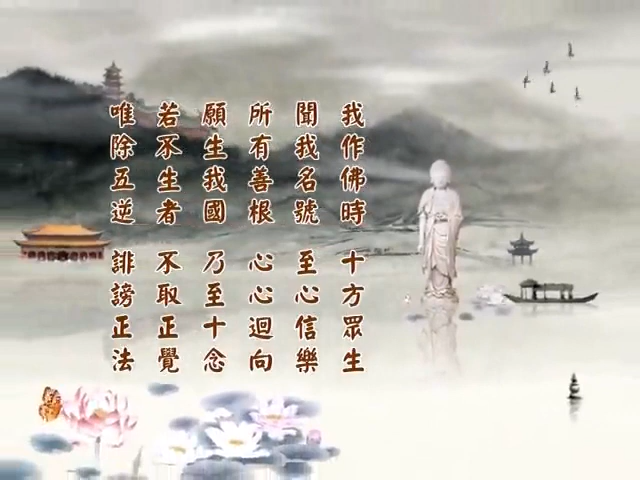 我作佛時 十方眾生
聞我名號 至心信樂
所有善根 心心迴向
願生我國 乃至十念
若不生者 不取正覺
唯除五逆 誹謗正法